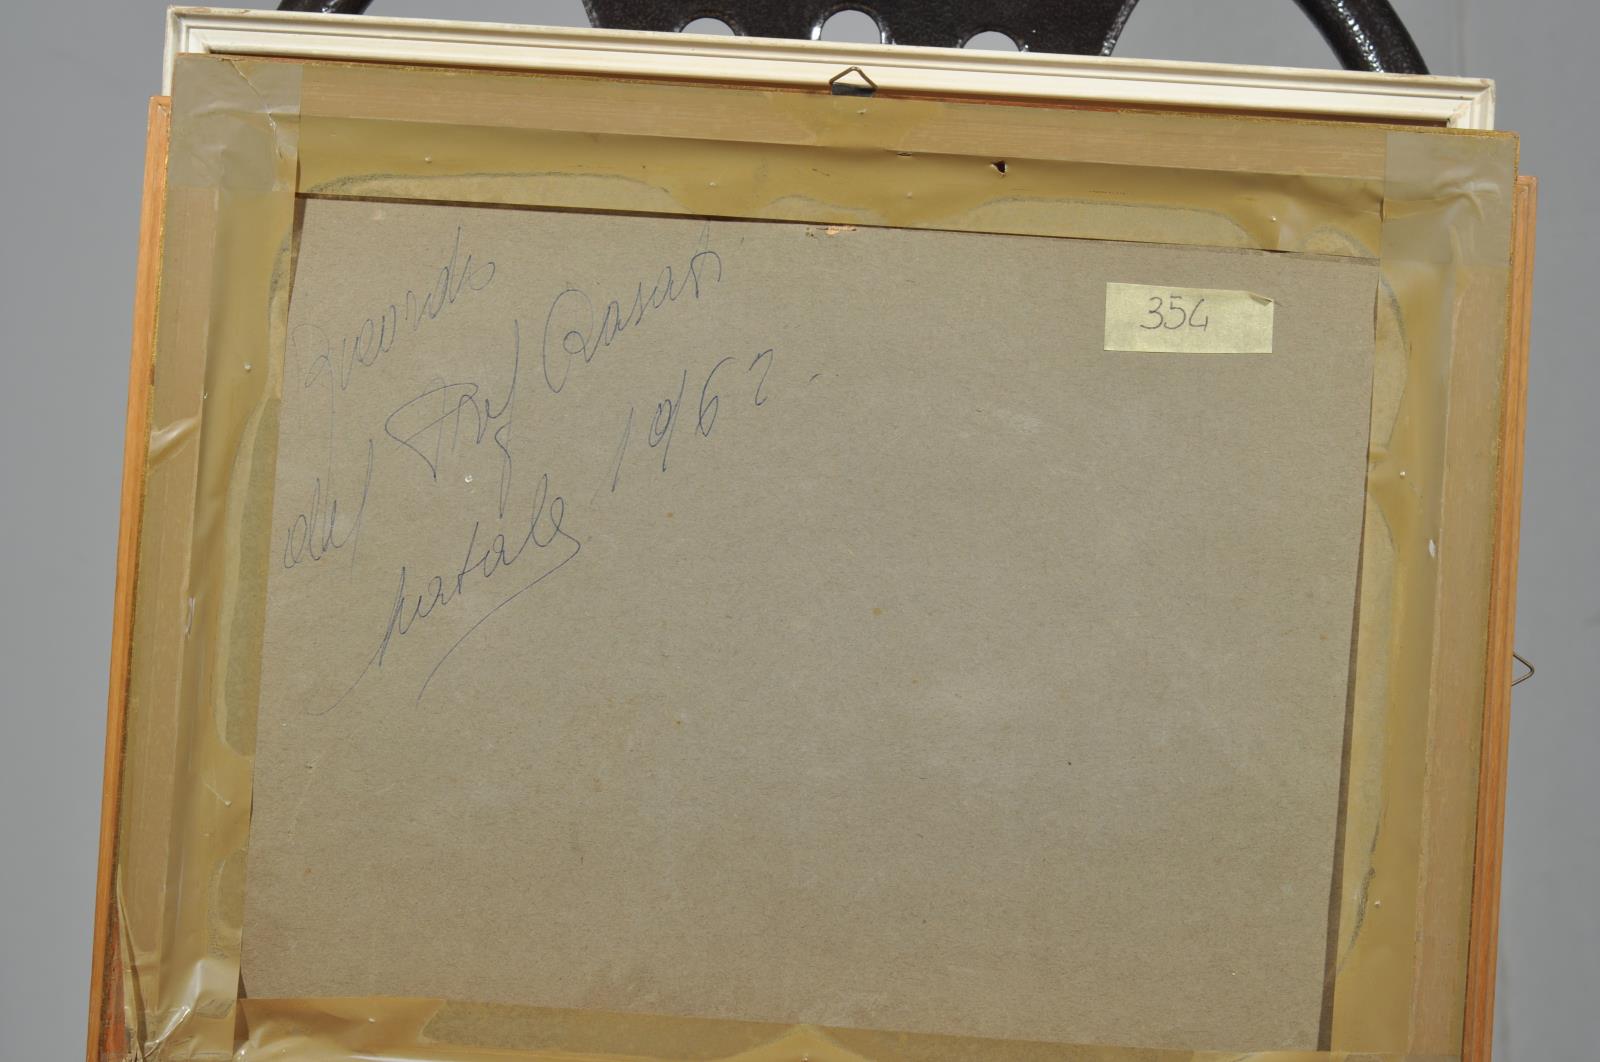 ricordo
del Prof Rosati
natale 1962
354